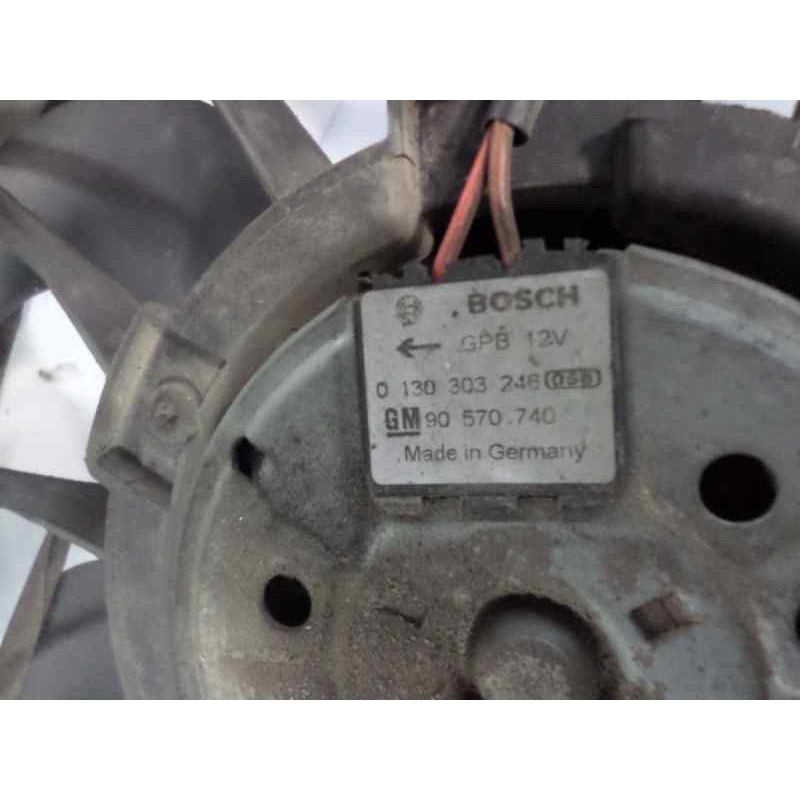 BOSCH
← GPB 12V
0 130 303 246
GM 90 570 740
Made in Germany